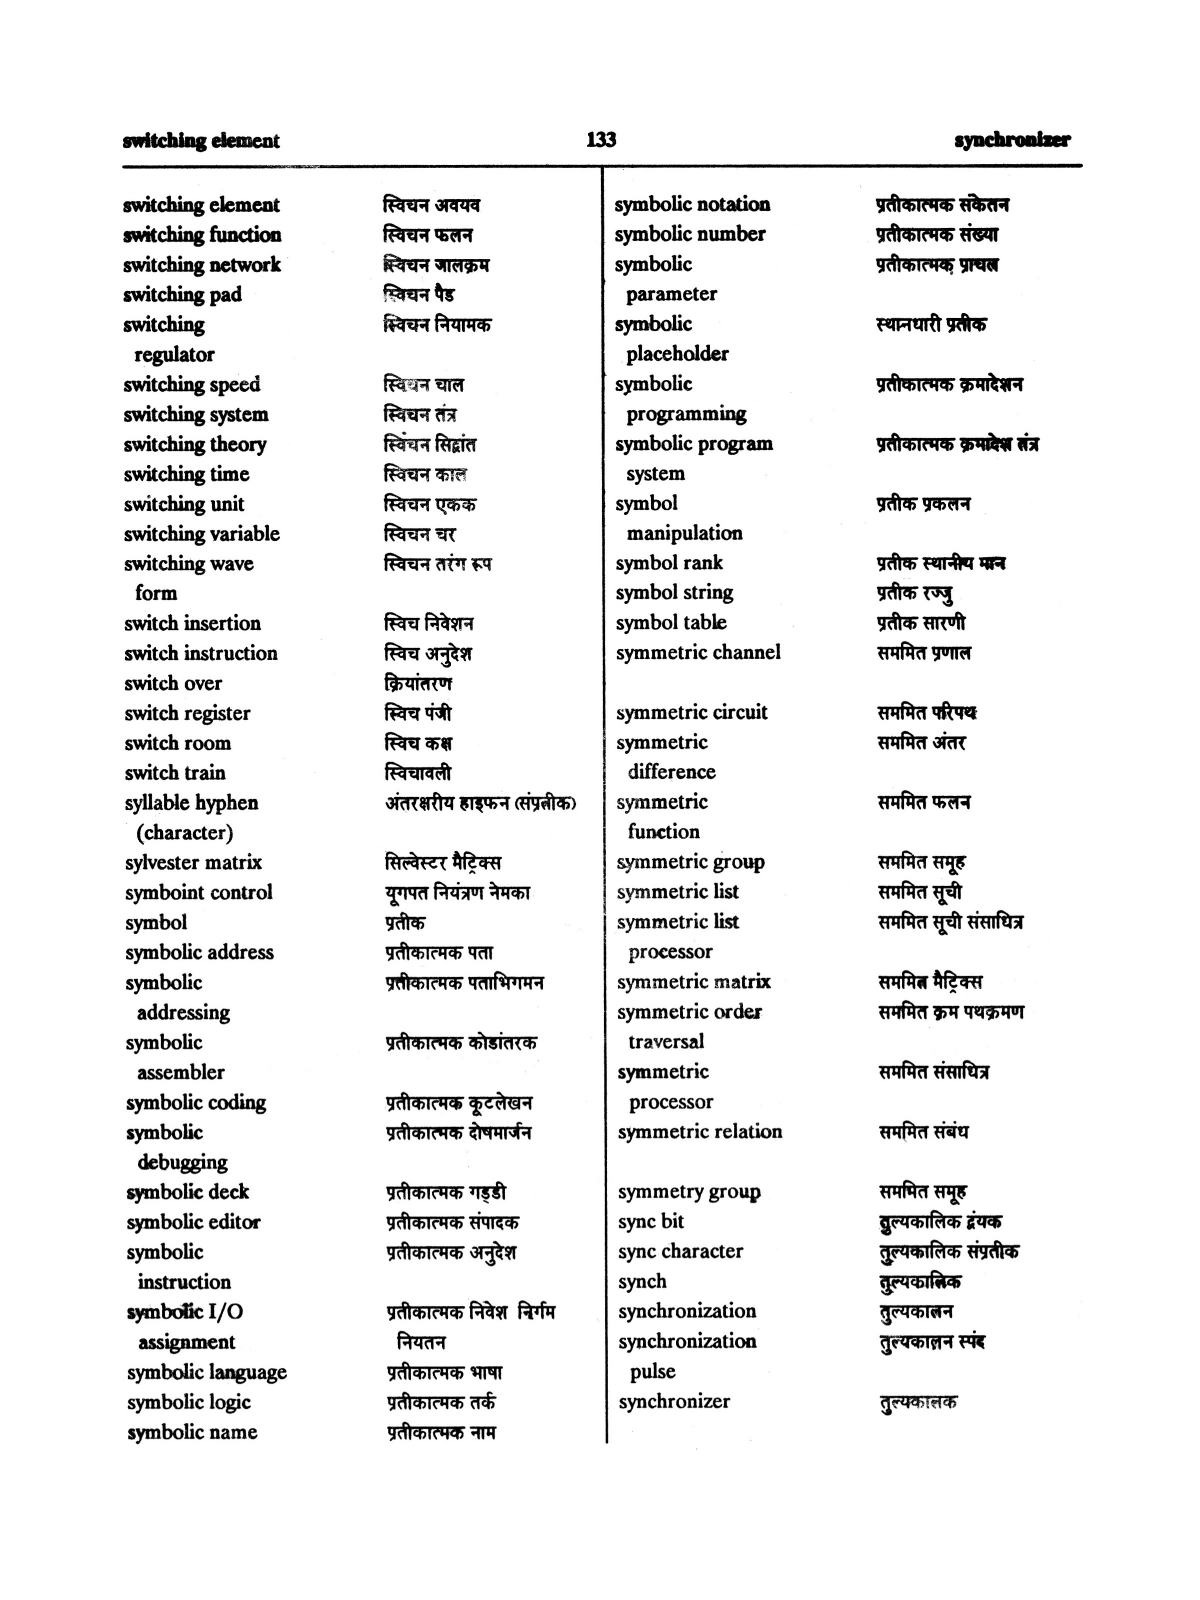 switching element 133 synchronizer
switching element स्विचन अवयव
switching function स्विचन फलन
switching network स्विचन जालक्रम
switching pad स्विचन पैड
switching स्विचन नियामक
regulator
switching speed स्विचन चाल
switching system स्विचन तंत्र
switching theory स्विचन सिद्वांत
switching time स्विचन काल
switching unit स्विचन एकक
switching variable स्विचन चर
switching wave स्विचन तरंग रूप
form
switch insertion स्विच निवेशन
switch instruction स्विच अनुदेश
switch over क्रियांतरण
switch register स्विच पंजी
switch room स्विच कक्ष
switch train स्विचावली
syllable hyphen अंतरक्षरीय हाइफन (संप्रतीक)
(character)
sylvester matrix सिल्वेस्टर मैट्रिक्स
symboint control यूगपत नियंत्रण नेमका
symbol प्रतीक
symbolic address प्रतीकात्मक पता
symbolic प्रतीकात्मक पताभिगमन
addressing
symbolic प्रतीकात्मक कोडांतरक
assembler
symbolic coding प्रतीकात्मक कूटलेखन
symbolic प्रतीकात्मक दोषमार्जन
debugging
symbolic deck प्रतीकात्मक गड्डी
symbolic editor प्रतीकात्मक संपादक
symbolic प्रतीकात्मक अनुदेश
instruction
symbolic I/O प्रतीकात्मक निवेश निर्गम
assignment नियतन
symbolic language प्रतीकात्मक भाषा
symbolic logic प्रतीकात्मक तर्क
symbolic name प्रतीकात्मक नाम
symbolic notation प्रतीकात्मक संकेतन
symbolic number प्रतीकात्मक संख्या
symbolic प्रतीकात्मक प्राचल
parameter
symbolic स्थानधारी प्रतीक
placeholder
symbolic प्रतीकात्मक क्रमादेशन
programming
symbolic program प्रतीकात्मक क्रमादेश तंत्र
system
symbol प्रतीक प्रकलन
manipulation
symbol rank प्रतीक स्थानीय मान
symbol string प्रतीक रज्जु
symbol table प्रतीक सारणी
symmetric channel सममित प्रणाल
symmetric circuit सममित परिपथ
symmetric सममित अंतर
difference
symmetric सममित फलन
function
symmetric group सममित समूह
symmetric list सममित सूची
symmetric list सममित सूची संसाधित्र
processor
symmetric matrix सममित मैट्रिक्स
symmetric order सममित क्रम पथक्रमण
traversal
symmetric सममित संसाधित्र
processor
symmetric relation सममित संबंध
symmetry group सममित समूह
sync bit तुल्यकालिक द्वंयक
sync character तुल्यकालिक संप्रतीक
synch तुल्यकालिक
synchronization तुल्यकालन
synchronization तुल्यकालन स्पंद
pulse
synchronizer तुल्यकालक